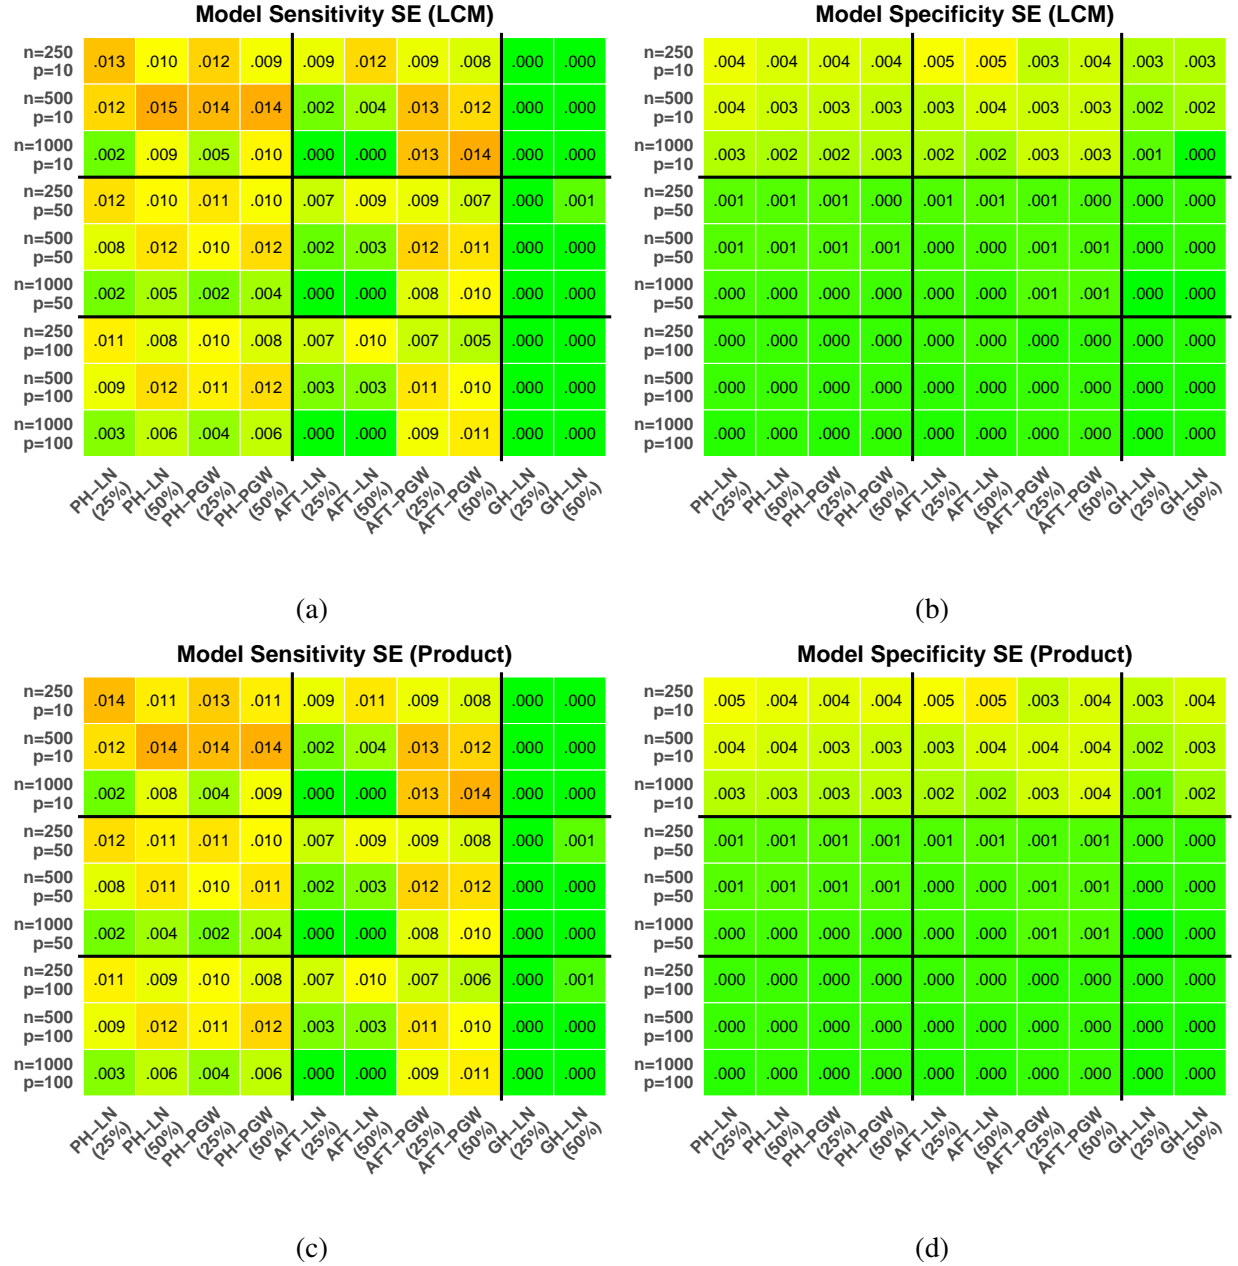 Model Sensitivity SE (LCM)
n=250
p=10
.013 .010 .012 .009 .009 .012 .009 .008 .000 .000
n=500
p=10
.012 .015 .014 .014 .002 .004 .013 .012 .000 .000
n=1000
p=10
.002 .009 .005 .010 .000 .000 .013 .014 .000 .000
n=250
p=50
.012 .010 .011 .010 .007 .009 .009 .007 .000 .001
n=500
p=50
.008 .012 .010 .012 .002 .003 .012 .011 .000 .000
n=1000
p=50
.002 .005 .002 .004 .000 .000 .008 .010 .000 .000
n=250
p=100
.011 .008 .010 .008 .007 .010 .007 .005 .000 .000
n=500
p=100
.009 .012 .011 .012 .003 .003 .011 .010 .000 .000
n=1000
p=100
.003 .006 .004 .006 .000 .000 .009 .011 .000 .000
PH−LN
(25%)
PH−LN
(50%)
PH−PGW
(25%)
PH−PGW
(50%)
AFT−LN
(25%)
AFT−LN
(50%)
AFT−PGW
(25%)
AFT−PGW
(50%)
GH−LN
(25%)
GH−LN
(50%)
(a)
Model Specificity SE (LCM)
n=250
p=10
.004 .004 .004 .004 .005 .005 .003 .004 .003 .003
n=500
p=10
.004 .003 .003 .003 .003 .004 .003 .003 .002 .002
n=1000
p=10
.003 .002 .002 .003 .002 .002 .003 .003 .001 .000
n=250
p=50
.001 .001 .001 .000 .001 .001 .001 .000 .000 .000
n=500
p=50
.001 .001 .001 .001 .000 .000 .001 .001 .000 .000
n=1000
p=50
.000 .000 .000 .000 .000 .000 .001 .001 .000 .000
n=250
p=100
.000 .000 .000 .000 .000 .000 .000 .000 .000 .000
n=500
p=100
.000 .000 .000 .000 .000 .000 .000 .000 .000 .000
n=1000
p=100
.000 .000 .000 .000 .000 .000 .000 .000 .000 .000
PH−LN
(25%)
PH−LN
(50%)
PH−PGW
(25%)
PH−PGW
(50%)
AFT−LN
(25%)
AFT−LN
(50%)
AFT−PGW
(25%)
AFT−PGW
(50%)
GH−LN
(25%)
GH−LN
(50%)
(b)
Model Sensitivity SE (Product)
n=250
p=10
.014 .011 .013 .011 .009 .011 .009 .008 .000 .000
n=500
p=10
.012 .014 .014 .014 .002 .004 .013 .012 .000 .000
n=1000
p=10
.002 .008 .004 .009 .000 .000 .013 .014 .000 .000
n=250
p=50
.012 .011 .011 .010 .007 .009 .009 .008 .000 .001
n=500
p=50
.008 .011 .010 .011 .002 .003 .012 .012 .000 .000
n=1000
p=50
.002 .004 .002 .004 .000 .000 .008 .010 .000 .000
n=250
p=100
.011 .009 .010 .008 .007 .010 .007 .006 .000 .001
n=500
p=100
.009 .012 .011 .012 .003 .003 .011 .010 .000 .000
n=1000
p=100
.003 .006 .004 .006 .000 .000 .009 .011 .000 .000
PH−LN
(25%)
PH−LN
(50%)
PH−PGW
(25%)
PH−PGW
(50%)
AFT−LN
(25%)
AFT−LN
(50%)
AFT−PGW
(25%)
AFT−PGW
(50%)
GH−LN
(25%)
GH−LN
(50%)
(c)
Model Specificity SE (Product)
n=250
p=10
.005 .004 .004 .004 .005 .005 .003 .004 .003 .004
n=500
p=10
.004 .004 .003 .003 .003 .004 .004 .004 .002 .003
n=1000
p=10
.003 .003 .003 .003 .002 .002 .003 .004 .001 .002
n=250
p=50
.001 .001 .001 .001 .001 .001 .001 .001 .000 .000
n=500
p=50
.001 .001 .001 .001 .000 .000 .001 .001 .000 .000
n=1000
p=50
.000 .000 .000 .000 .000 .000 .001 .001 .000 .000
n=250
p=100
.000 .000 .000 .000 .000 .000 .000 .000 .000 .000
n=500
p=100
.000 .000 .000 .000 .000 .000 .000 .000 .000 .000
n=1000
p=100
.000 .000 .000 .000 .000 .000 .000 .000 .000 .000
PH−LN
(25%)
PH−LN
(50%)
PH−PGW
(25%)
PH−PGW
(50%)
AFT−LN
(25%)
AFT−LN
(50%)
AFT−PGW
(25%)
AFT−PGW
(50%)
GH−LN
(25%)
GH−LN
(50%)
(d)